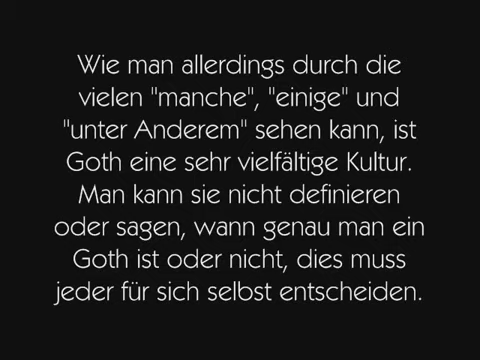 Wie man allerdings durch die
vielen "manche", "einige" und
"unter Anderem" sehen kann, ist
Goth eine sehr vielfältige Kultur.
Man kann sie nicht definieren
oder sagen, wann genau man ein
Goth ist oder nicht, dies muss
jeder für sich selbst entscheiden.